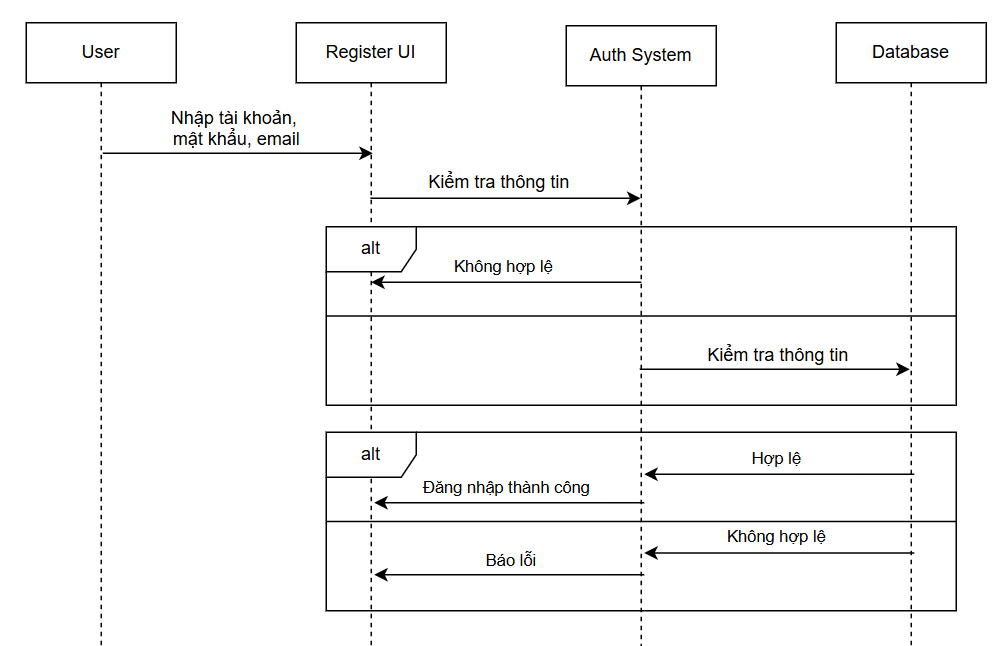 User
Register UI
Auth System
Database
Nhập tài khoản,
mật khẩu, email
Kiểm tra thông tin
alt
Không hợp lệ
Kiểm tra thông tin
alt
Hợp lệ
Đăng nhập thành công
Không hợp lệ
Báo lỗi